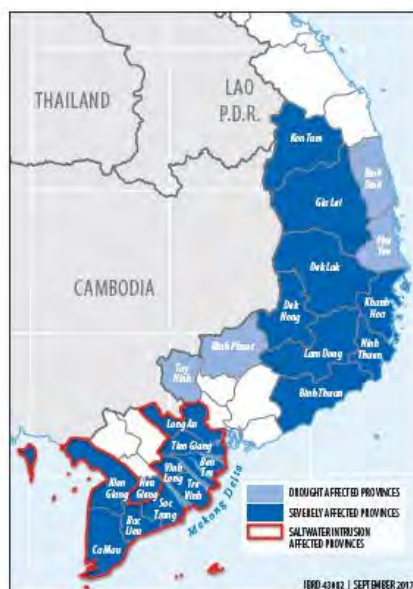 THAILAND
LAO
P.D.R.
CAMBODIA
Kon Tum
Gia Lai
Binh
Dinh
Phu
Yen
Dak Lak
Dak
Nong
Khanh
Hoa
Lam Dong
Ninh
Thuan
Binh Thuan
Binh Phuoc
Tay
Ninh
Long An
Tien Giang
Ben
Tre
Vinh
Long
Tra
Vinh
Hau
Giang
Kien
Giang
Soc
Trang
Bac
Lieu
Ca Mau
Mekong Delta
DROUGHT AFFECTED PROVINCES
SEVERELY AFFECTED PROVINCES
SALTWATER INTRUSION
AFFECTED PROVINCES
IBRD 43002 | SEPTEMBER 2017